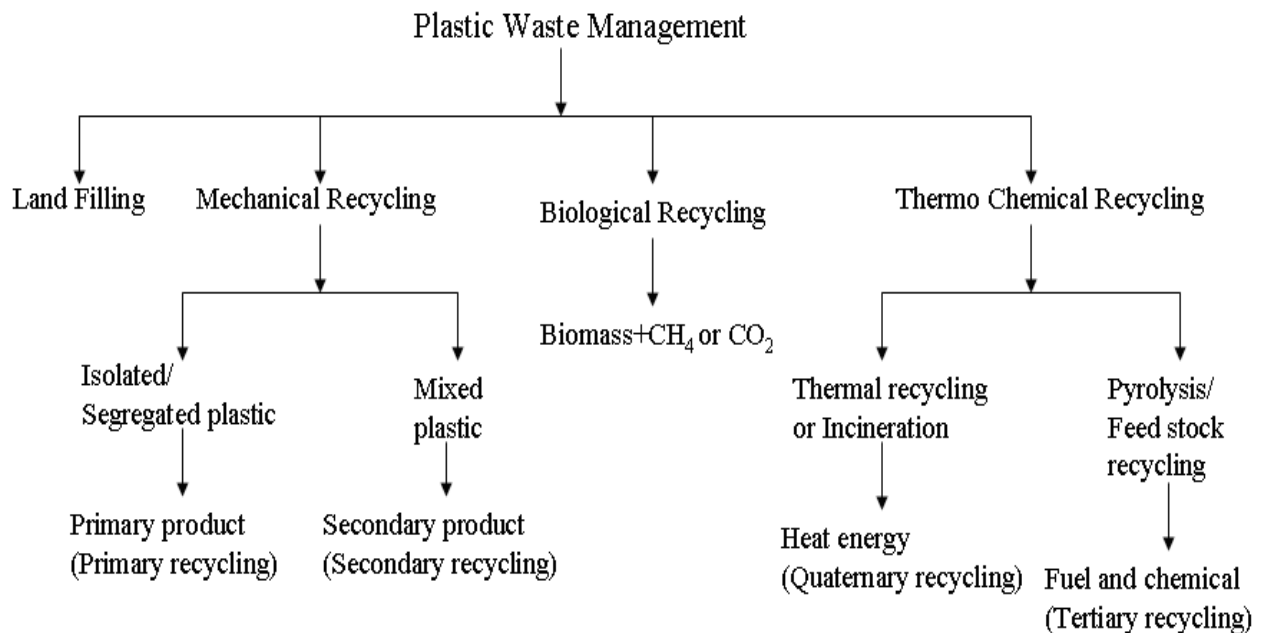 Plastic Waste Management
Land Filling
Mechanical Recycling
Biological Recycling
Thermo Chemical Recycling
Isolated/
Segregated plastic
Mixed
plastic
Biomass+CH₄ or CO₂
Thermal recycling
or Incineration
Pyrolysis/
Feed stock
recycling
Primary product
(Primary recycling)
Secondary product
(Secondary recycling)
Heat energy
(Quaternary recycling)
Fuel and chemical
(Tertiary recycling)